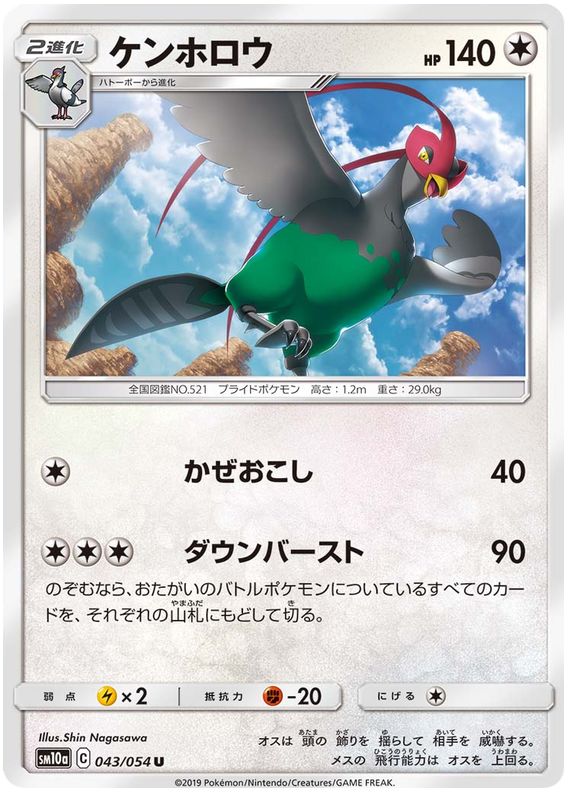 2進化
ケンホロウ HP 140
ハトーボーから進化
全国図鑑NO.521 プライドポケモン 高さ:1.2m 重さ:29.0kg
かぜおこし 40
ダウンバースト 90
のぞむなら、おたがいのバトルポケモンについているすべてのカー
ドを、それぞれの山札にもどして切る。
弱点 ×2 抵抗力 -20 にげる
Illus.Shin Nagasawa
オスは 頭の 飾りを 揺らして 相手を 威嚇する。
メスの 飛行能力は オスを 上回る。
sm10a C 043/054 U
©2019 Pokémon/Nintendo/Creatures/GAME FREAK.